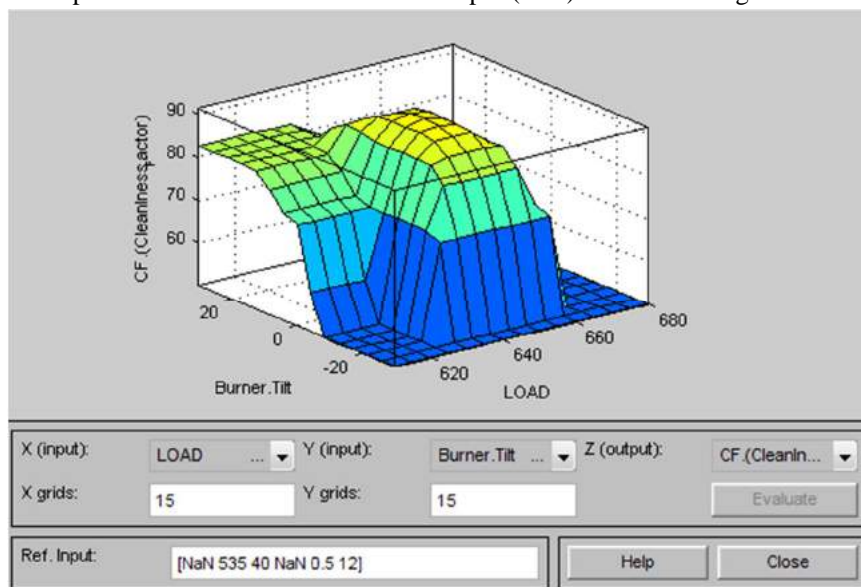 90
80
70
60
CF.(CleanlnessFactor)
20
0
-20
Burner.Tilt
620
640
660
680
LOAD
X (input):
LOAD ...
Y (input):
Burner.Tilt ...
Z (output):
CF.(Cleanln...
X grids:
15
Y grids:
15
Evaluate
Ref. Input:
[NaN 535 40 NaN 0.5 12]
Help
Close